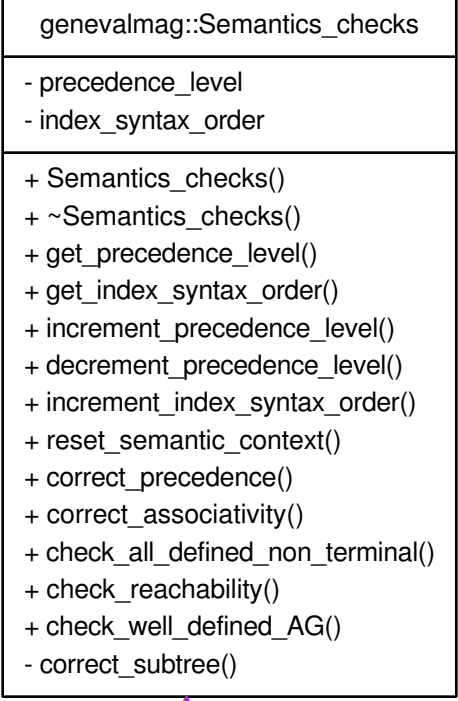 genevalmag::Semantics_checks
- precedence_level
- index_syntax_order
+ Semantics_checks()
+ ~Semantics_checks()
+ get_precedence_level()
+ get_index_syntax_order()
+ increment_precedence_level()
+ decrement_precedence_level()
+ increment_index_syntax_order()
+ reset_semantic_context()
+ correct_precedence()
+ correct_associativity()
+ check_all_defined_non_terminal()
+ check_reachability()
+ check_well_defined_AG()
- correct_subtree()